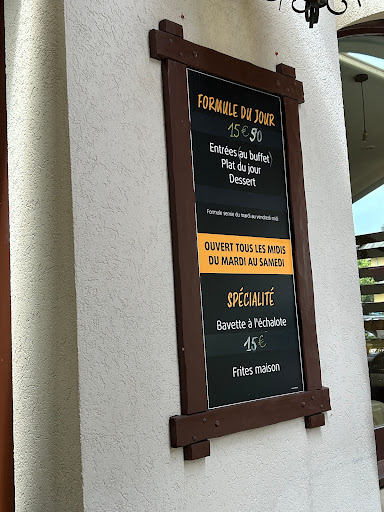 FORMULE DU JOUR
15€90
Entrées (au buffet)
Plat du jour
Dessert
Formule servie du mardi au vendredi midi
OUVERT TOUS LES MIDIS
DU MARDI AU SAMEDI
SPÉCIALITÉ
Bavette à l'échalote
15€
Frites maison